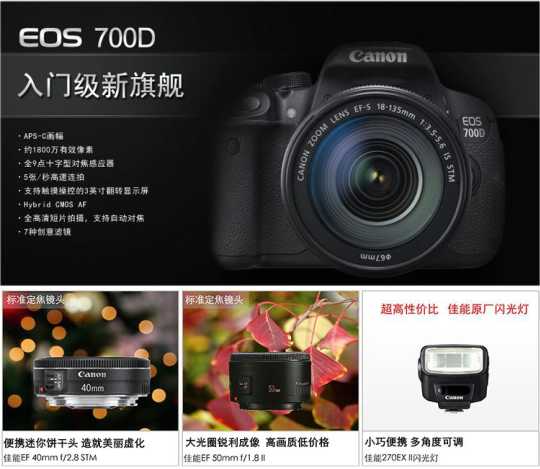 EOS 700D
入门级新旗舰
· APS-C画幅
· 约1800万有效像素
· 全9点十字型对焦感应器
· 5张/秒高速连拍
· 支持触摸操控的3英寸翻转显示屏
· Hybrid CMOS AF
· 全高清短片拍摄，支持自动对焦
· 7种创意滤镜
Canon
EOS
700D
CANON ZOOM LENS EF-S 18-135mm 1:3.5-5.6 IS STM
Φ67mm
标准定焦镜头
Canon
40mm
便携迷你饼干头 造就美丽虚化
佳能EF 40mm f/2.8 STM
标准定焦镜头
50mm
大光圈锐利成像 高画质低价格
佳能EF 50mm f/1.8 II
超高性价比 佳能原厂闪光灯
Canon
小巧便携 多角度可调
佳能270EX II闪光灯